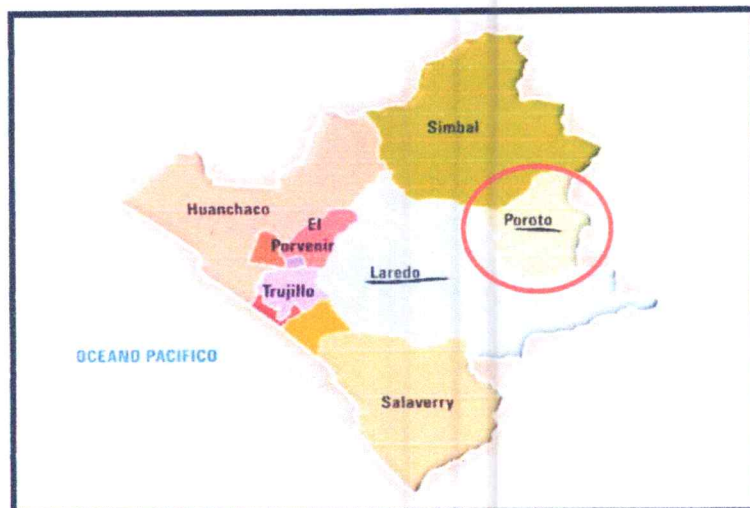 Simbal
Huanchaco
El
Porvenir
Poroto
Laredo
Trujillo
OCEANO PACIFICO
Salaverry